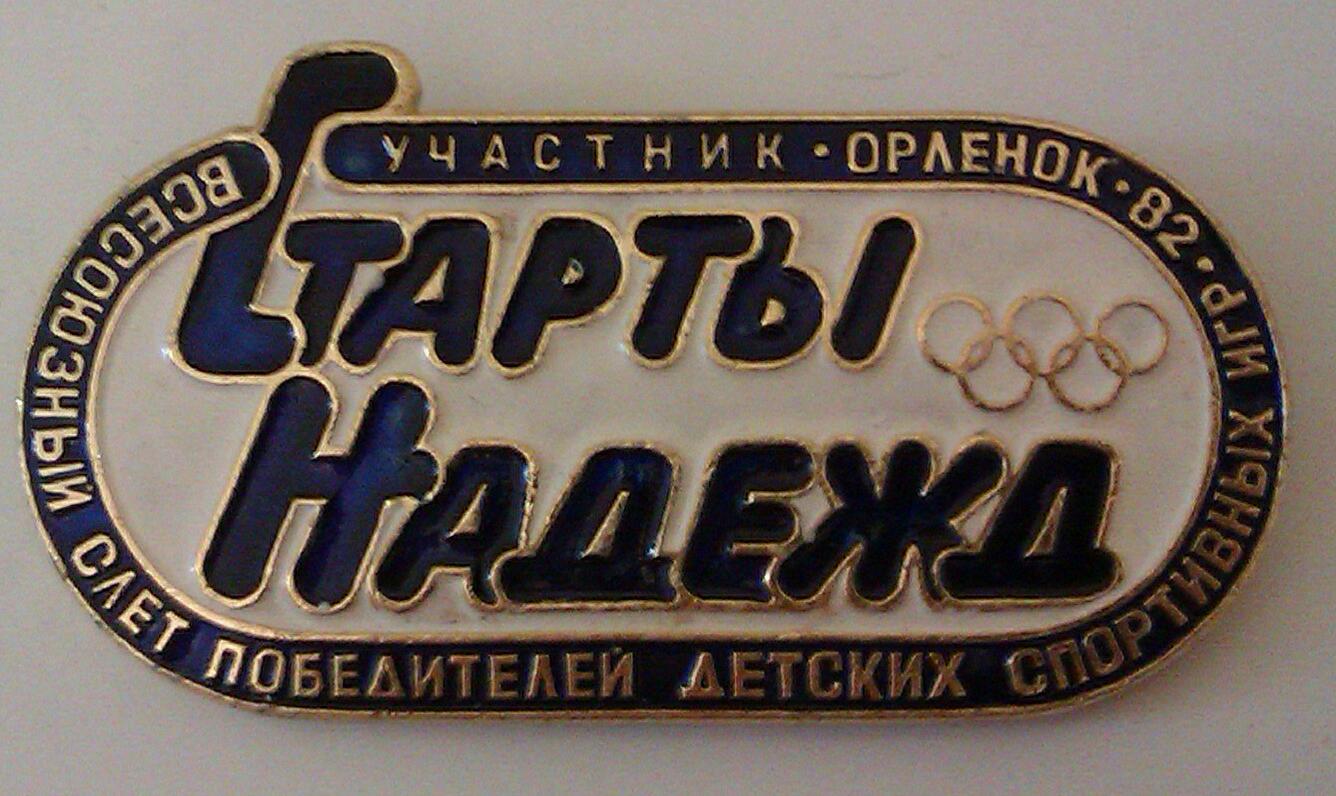 УЧАСТНИК · ОРЛЕНОК · 82 ·
СТАРТЫ
НАДЕЖД
ВСЕСОЮЗНЫЙ СЛЕТ ПОБЕДИТЕЛЕЙ ДЕТСКИХ СПОРТИВНЫХ ИГР